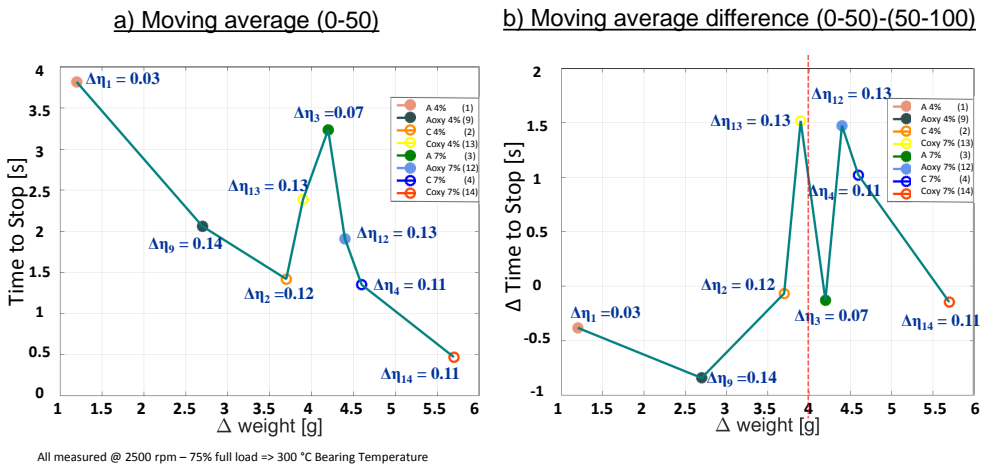 a) Moving average (0-50)
b) Moving average difference (0-50)-(50-100)
Time to Stop [s]
4
3.5
3
2.5
2
1.5
1
0.5
0
1
1.5
2
2.5
3
3.5
4
4.5
5
5.5
6
Δ weight [g]
Δη1 = 0.03
Δη9 = 0.14
Δη2 =0.12
Δη13 = 0.13
Δη3 =0.07
Δη12 = 0.13
Δη4 = 0.11
Δη14 = 0.11
A 4% (1)
Aoxy 4% (9)
C 4% (2)
Coxy 4% (13)
A 7% (3)
Aoxy 7% (12)
C 7% (4)
Coxy 7% (14)
Δ Time to Stop [s]
2
1.5
1
0.5
0
-0.5
-1
1
1.5
2
2.5
3
3.5
4
4.5
5
5.5
6
Δ weight [g]
Δη1 =0.03
Δη9 =0.14
Δη2 = 0.12
Δη13 = 0.13
Δη3 = 0.07
Δη12 = 0.13
Δη4 = 0.11
Δη14 = 0.11
A 4% (1)
Aoxy 4% (9)
C 4% (2)
Coxy 7% (13)
A 7% (3)
Aoxy 7% (12)
C 7% (4)
Coxy 7% (14)
All measured @ 2500 rpm – 75% full load => 300 °C Bearing Temperature